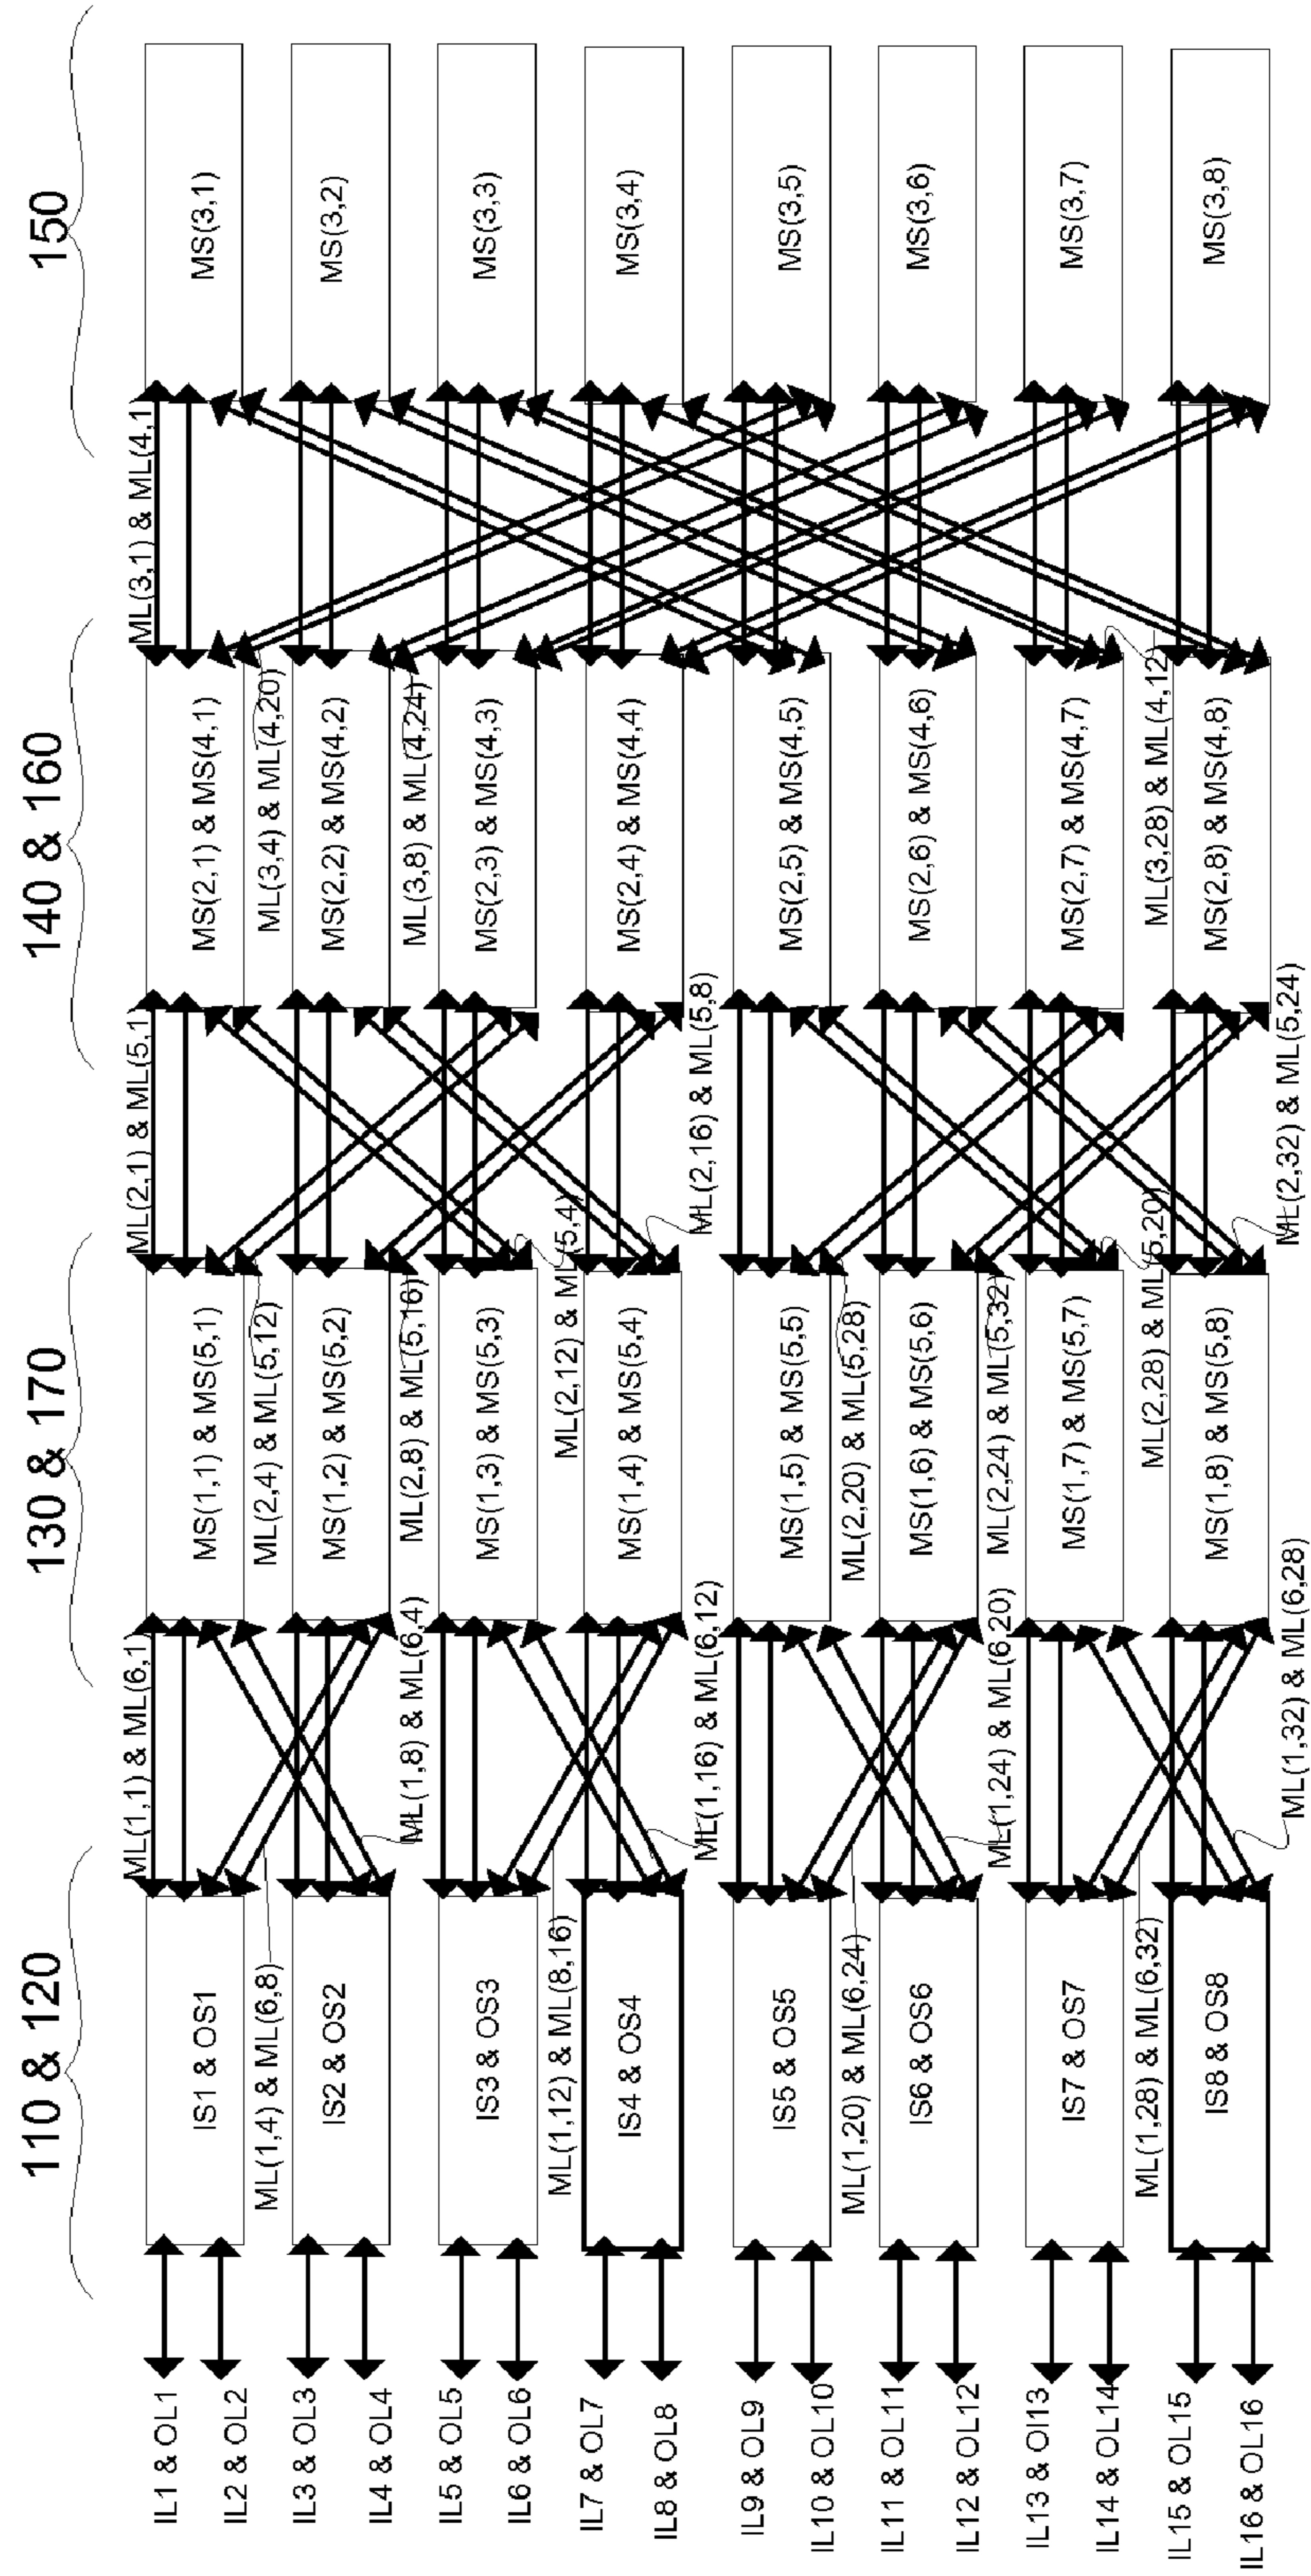 110 & 120
130 & 170
140 & 160
150
IL1 & OL1
IL2 & OL2
IL3 & OL3
IL4 & OL4
IL5 & OL5
IL6 & OL6
IL7 & OL7
IL8 & OL8
IL9 & OL9
IL10 & OL10
IL11 & OL11
IL12 & OL12
IL13 & Ol13
IL14 & OL14
IL15 & OL15
IL16 & OL16
IS1 & OS1
ML(1,4) & ML(6,8)
IS2 & OS2
IS3 & OS3
ML(1,12) & ML(8,16)
IS4 & OS4
IS5 & OS5
ML(1,20) & ML(6,24)
IS6 & OS6
IS7 & OS7
ML(1,28) & ML(6,32)
IS8 & OS8
ML(1,1) & ML(6,1)
ML(1,8) & ML(6,4)
ML(1,16) & ML(6,12)
ML(1,24) & ML(6,20)
ML(1,32) & ML(6,28)
MS(1,1) & MS(5,1)
ML(2,4) & ML(5,12)
MS(1,2) & MS(5,2)
ML(2,8) & ML(5,16)
MS(1,3) & MS(5,3)
ML(2,12) & ML(5,4)
MS(1,4) & MS(5,4)
MS(1,5) & MS(5,5)
ML(2,20) & ML(5,28)
MS(1,6) & MS(5,6)
ML(2,24) & ML(5,32)
MS(1,7) & MS(5,7)
ML(2,28) & ML(5,20)
MS(1,8) & MS(5,8)
ML(2,1) & ML(5,1)
ML(2,16) & ML(5,8)
ML(2,32) & ML(5,24)
MS(2,1) & MS(4,1)
ML(3,4) & ML(4,20)
MS(2,2) & MS(4,2)
ML(3,8) & ML(4,24)
MS(2,3) & MS(4,3)
MS(2,4) & MS(4,4)
MS(2,5) & MS(4,5)
MS(2,6) & MS(4,6)
MS(2,7) & MS(4,7)
ML(3,28) & ML(4,12)
MS(2,8) & MS(4,8)
ML(3,1) & ML(4,1
MS(3,1)
MS(3,2)
MS(3,3)
MS(3,4)
MS(3,5)
MS(3,6)
MS(3,7)
MS(3,8)